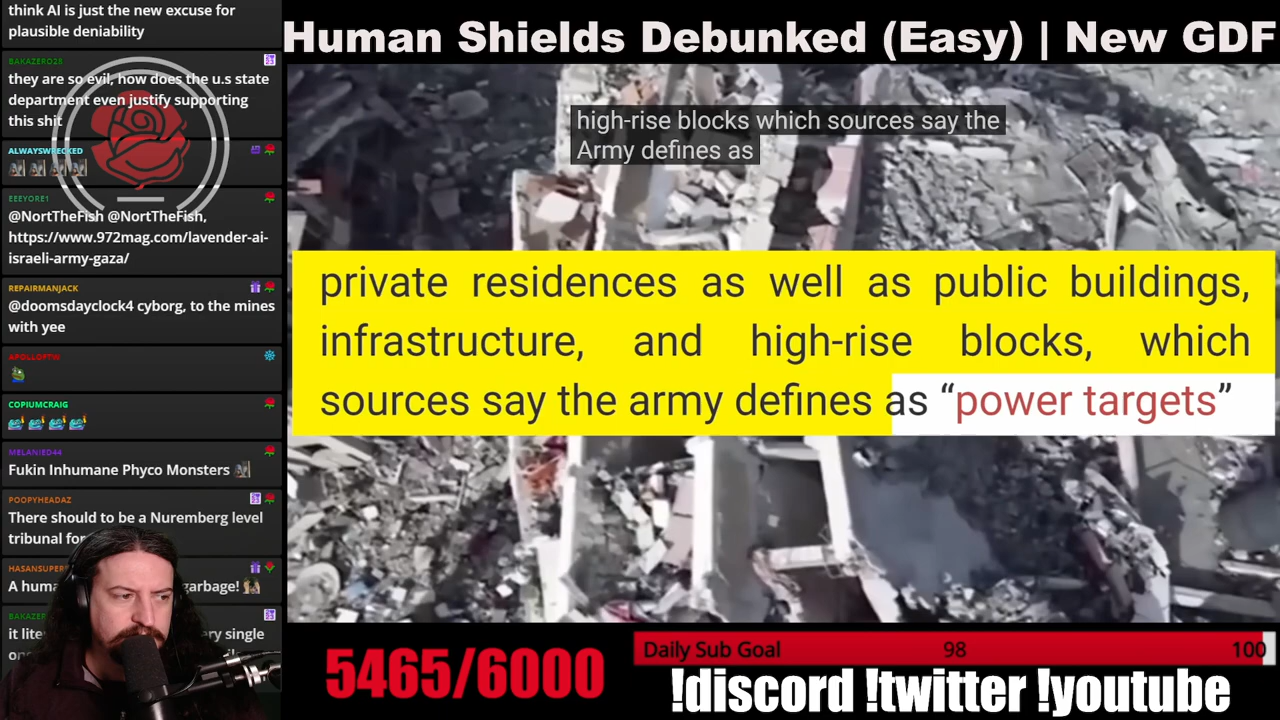 think AI is just the new excuse for
plausible deniability
Human Shields Debunked (Easy) | New GDF
BAKAZERO28
they are so evil, how does the u.s state
department even justify supporting
this shit
ALWAYSWRECKED
EEEYORE1
@NortTheFish @NortTheFish,
https://www.972mag.com/lavender-ai-
israeli-army-gaza/
REPAIRMANJACK
@doomsdayclock4 cyborg, to the mines
with yee
APOLLOFTW
COPIUMCRAIG
MELANIED44
Fukin Inhumane Phyco Monsters
POOPYHEADAZ
There should to be a Nuremberg level
tribunal for
HASANSUPER
A huma garbage!
BAKAZER
it lite ry single
high-rise blocks which sources say the
Army defines as
private residences as well as public buildings,
infrastructure, and high-rise blocks, which
sources say the army defines as “power targets”
5465/6000
Daily Sub Goal 98 100
!discord !twitter !youtube